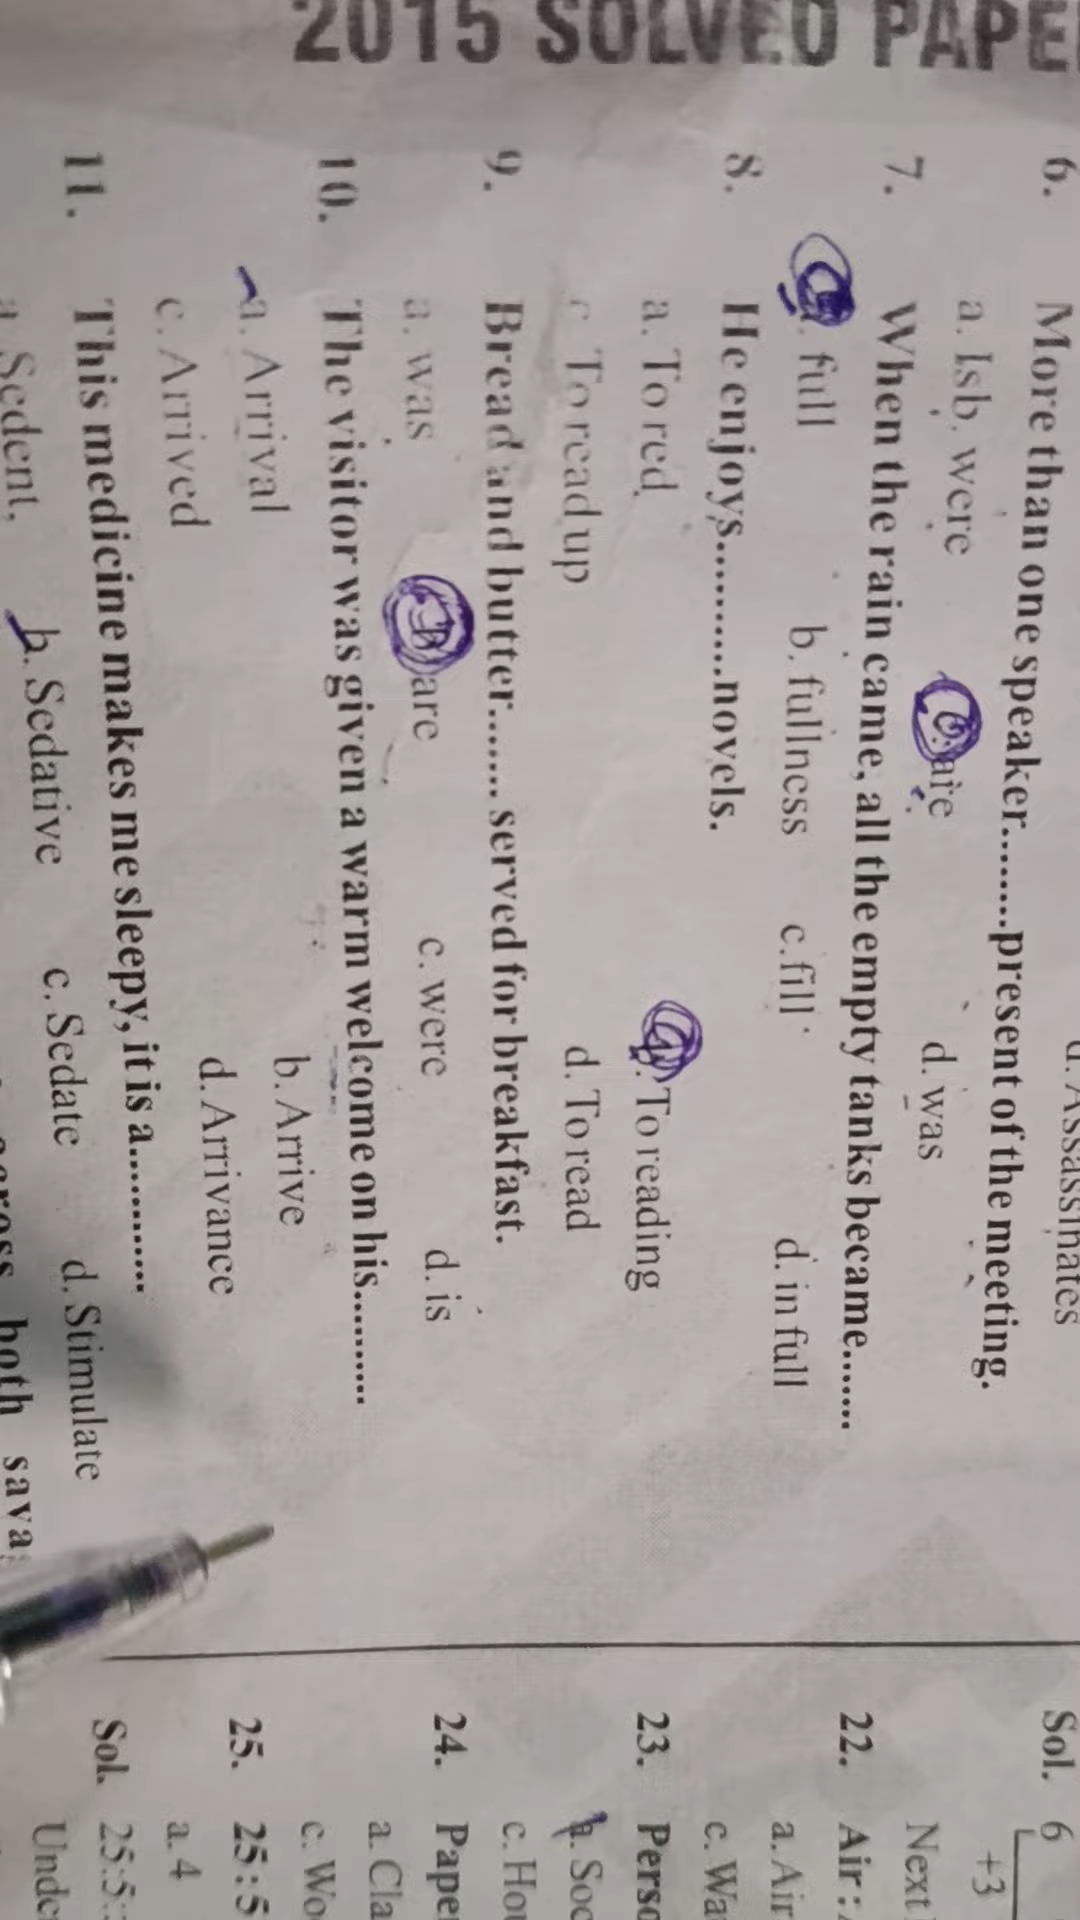 2015 SOLVED PAPE
d. Assassinates
6. More than one speaker........present of the meeting.
a. Is b. were c. are d. was
7. When the rain came, all the empty tanks became.......
a. full b. fullness c. fill d. in full
8. He enjoys..........novels.
a. To red b. To reading
c. To read up d. To read
9. Bread and butter....... served for breakfast.
a. was b. are c. were d. is
10. The visitor was given a warm welcome on his.........
a. Arrival b. Arrive
c. Arrived d. Arrivance
11. This medicine makes me sleepy, it is a..........
a. Sedent, b. Sedative c. Sedate d. Stimulate
both sava
Sol. 6
+3
Next
22. Air :
a. Air
c. Wa
23. Perso
a. Soc
c. Hou
24. Pape
a. Cla
c. Wo
25. 25 : 5
a. 4
Sol. 25:5:
Unde